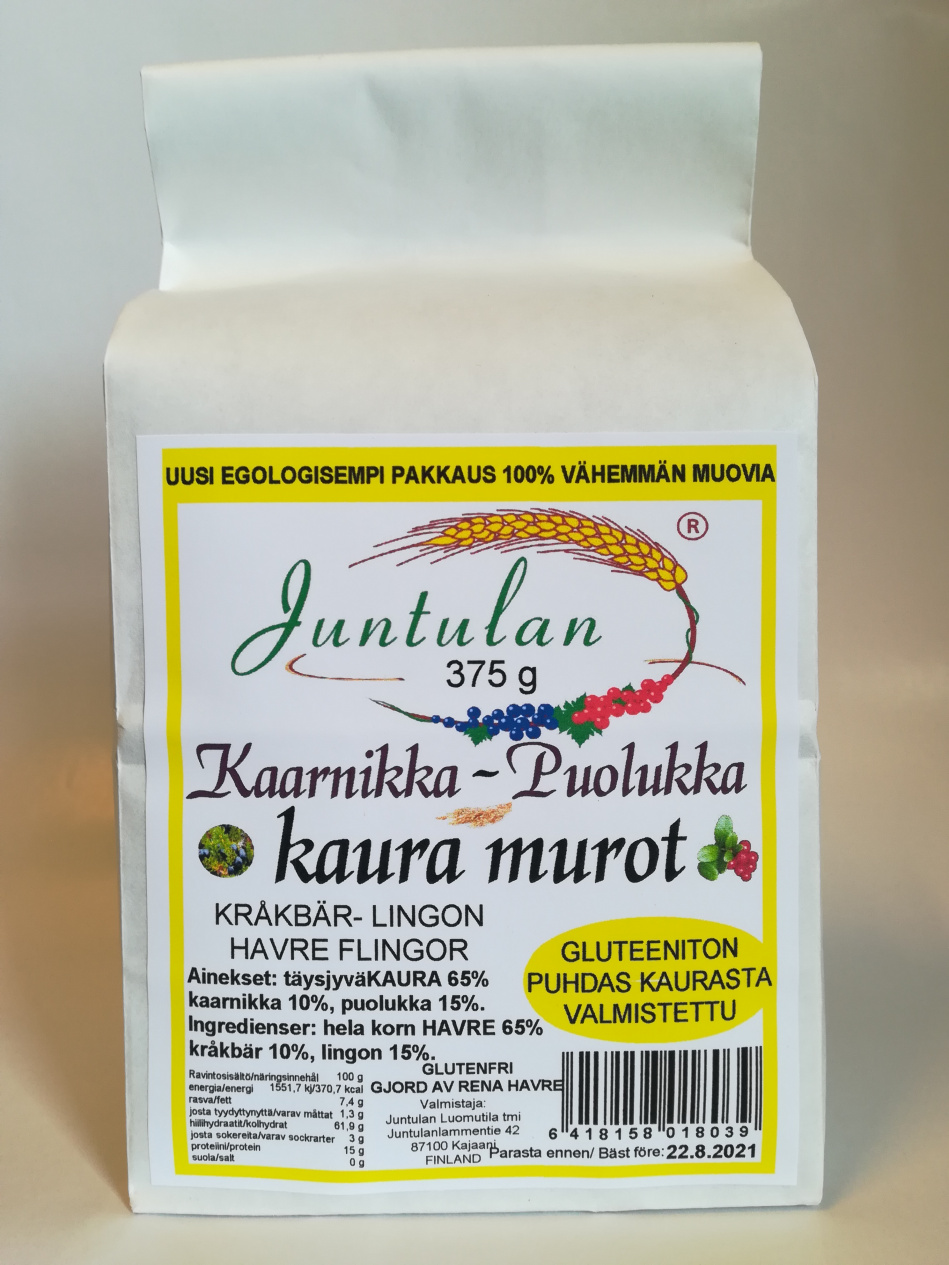 UUSI EGOLOGISEMPI PAKKAUS 100% VÄHEMMÄN MUOVIA
®
Juntulan
375 g
Kaarnikka - Puolukka
kaura murot
KRÅKBÄR- LINGON
HAVRE FLINGOR
GLUTEENITON
PUHDAS KAURASTA
VALMISTETTU
Ainekset: täysjyväKAURA 65%
kaarnikka 10%, puolukka 15%.
Ingredienser: hela korn HAVRE 65%
kråkbär 10%, lingon 15%.
Ravintosisältö/näringsinnehål 100 g
energia/energi 1551,7 kj/370,7 kcal
rasva/fett 7,4 g
josta tyydyttynyttä/varav måttat 1,3 g
hiilihydraatit/kolhydrat 61,9 g
josta sokereita/varav sockrarter 3 g
proteiini/protein 15 g
suola/salt 0 g
GLUTENFRI
GJORD AV RENA HAVRE
Valmistaja:
Juntulan Luomutila tmi
Juntulanlammentie 42
87100 Kajaani
FINLAND
6 418158 018039
Parasta ennen/ Bäst före: 22.8.2021